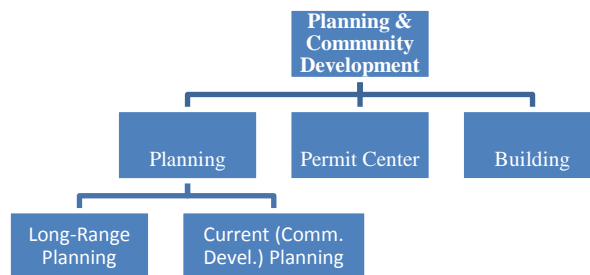 Planning &
Community
Development
Planning
Permit Center
Building
Long-Range
Planning
Current (Comm.
Devel.) Planning